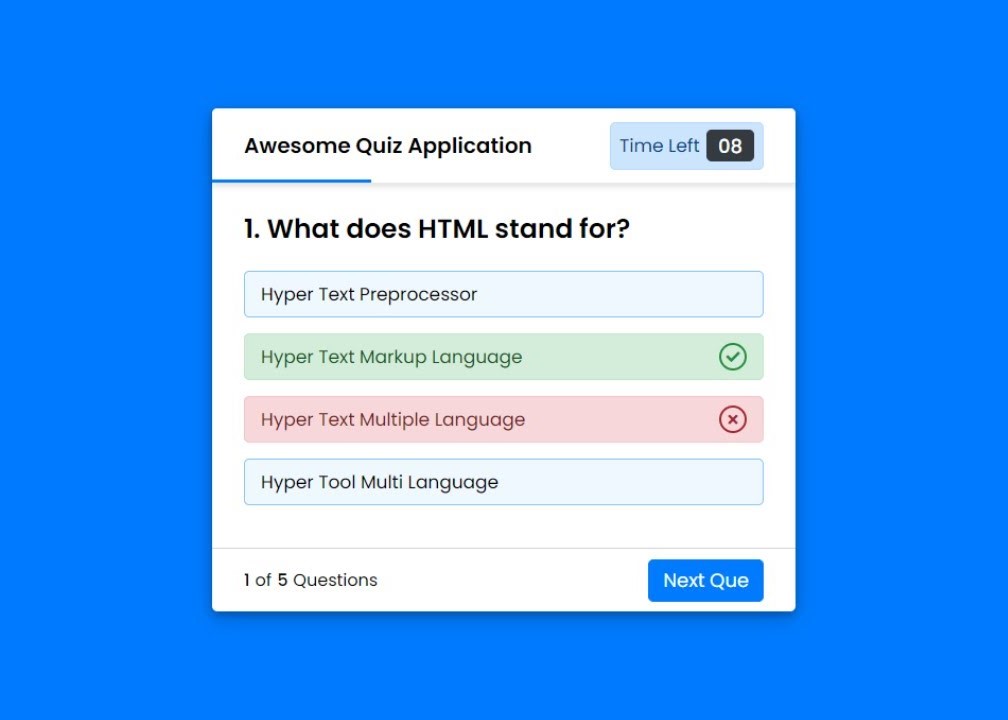 Awesome Quiz Application
Time Left 08
1. What does HTML stand for?
Hyper Text Preprocessor
Hyper Text Markup Language
Hyper Text Multiple Language
Hyper Tool Multi Language
1 of 5 Questions
Next Que